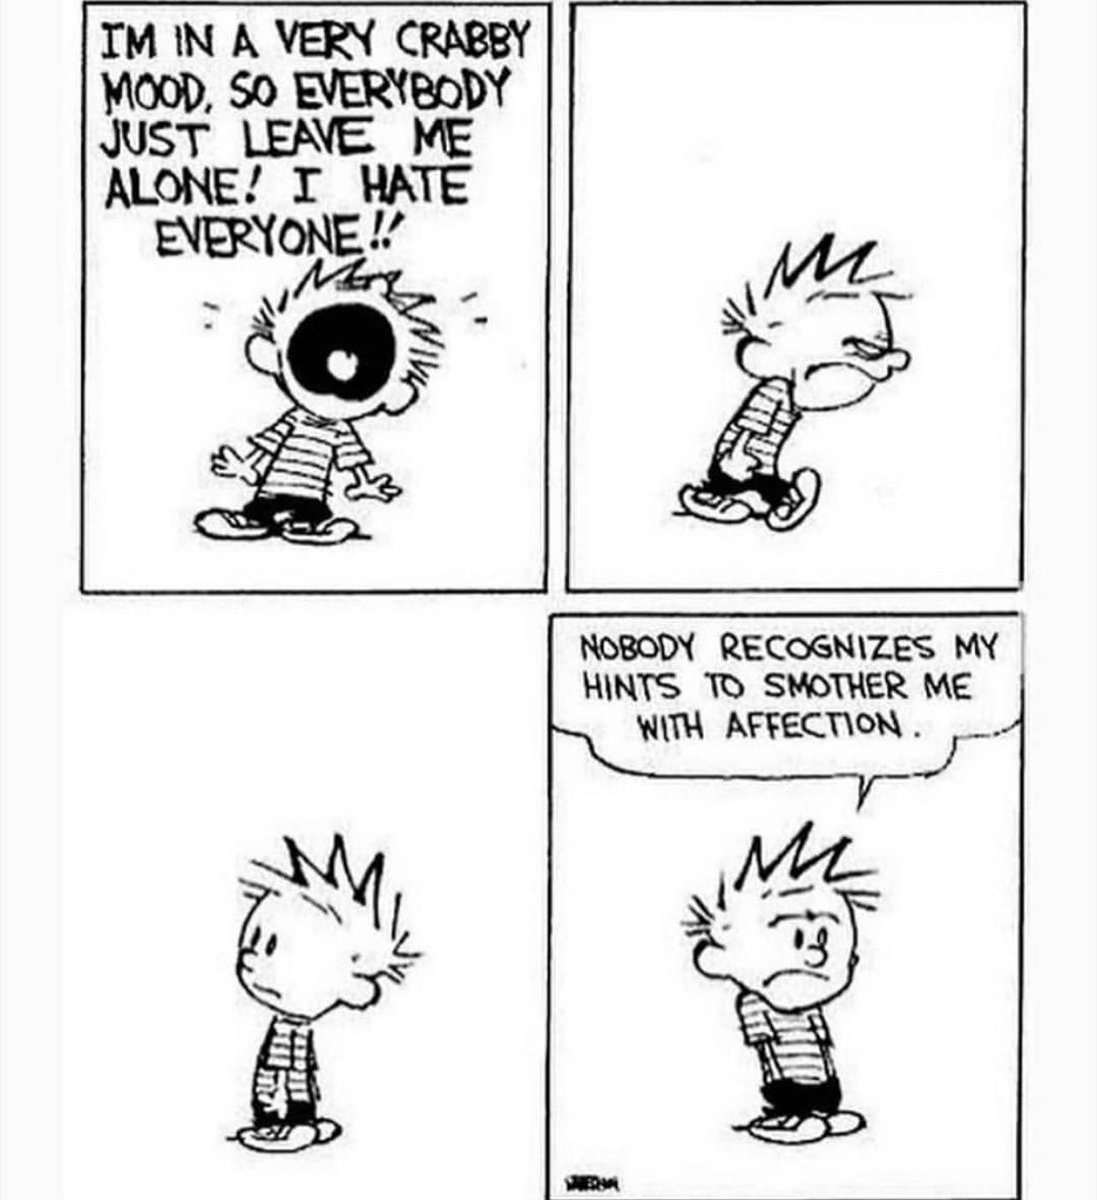 I'M IN A VERY CRABBY
MOOD, SO EVERYBODY
JUST LEAVE ME
ALONE! I HATE
EVERYONE!!
NOBODY RECOGNIZES MY
HINTS TO SMOTHER ME
WITH AFFECTION.